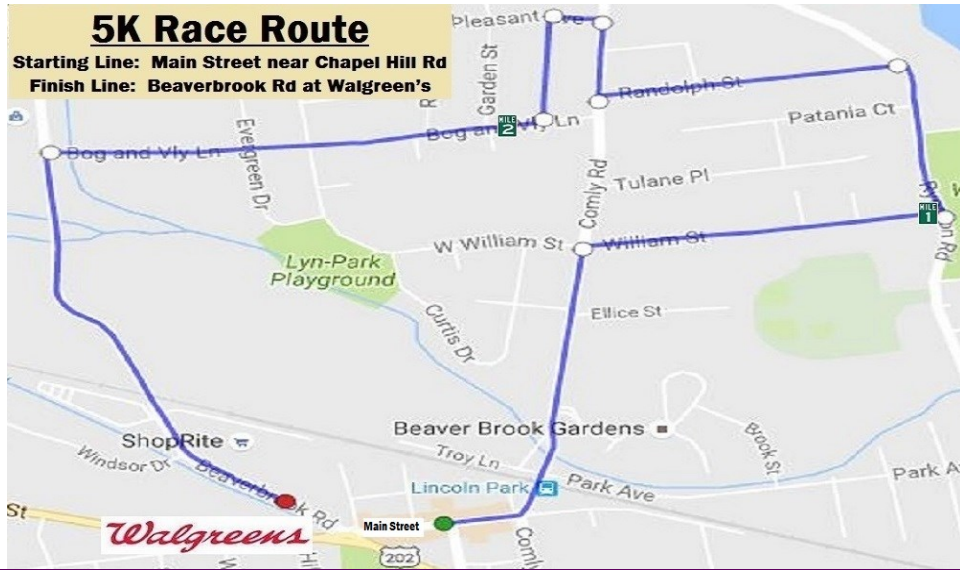 5K Race Route
Starting Line: Main Street near Chapel Hill Rd
Finish Line: Beaverbrook Rd at Walgreen's
Pleasant Ave
Garden St
R
Randolph St
Patania Ct
MILE
2
Bog and Vly Ln
Bog and Vly Ln
Evergreen Dr
Comly Rd
Tulane Pl
MILE
1
W
W William St
William St
Lyn-Park
Playground
Ellice St
Curtis Dr
Beaver Brook Gardens
Brook St
ShopRite
Windsor Dr
Troy Ln
Beaverbrook Rd
Lincoln Park
Park Ave
Park A
St
Walgreens
Main Street
202
Comly
Hi
W